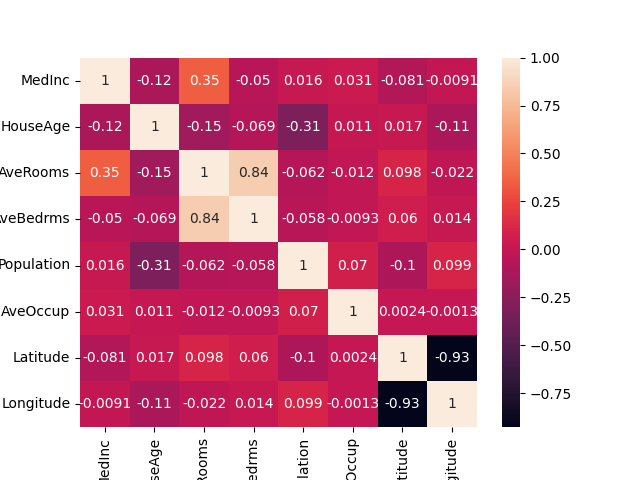 MedInc 1 -0.12 0.35 -0.05 0.016 0.031 -0.081 -0.0091
HouseAge -0.12 1 -0.15 -0.069 -0.31 0.011 0.017 -0.11
AveRooms 0.35 -0.15 1 0.84 -0.062 -0.012 0.098 -0.022
AveBedrms -0.05 -0.069 0.84 1 -0.058 -0.0093 0.06 0.014
Population 0.016 -0.31 -0.062 -0.058 1 0.07 -0.1 0.099
AveOccup 0.031 0.011 -0.012 -0.0093 0.07 1 0.0024 -0.0013
Latitude -0.081 0.017 0.098 0.06 -0.1 0.0024 1 -0.93
Longitude -0.0091 -0.11 -0.022 0.014 0.099 -0.0013 -0.93 1
MedInc
seAge
Rooms
edrms
lation
Occup
titude
gitude
1.00
0.75
0.50
0.25
0.00
−0.25
−0.50
−0.75